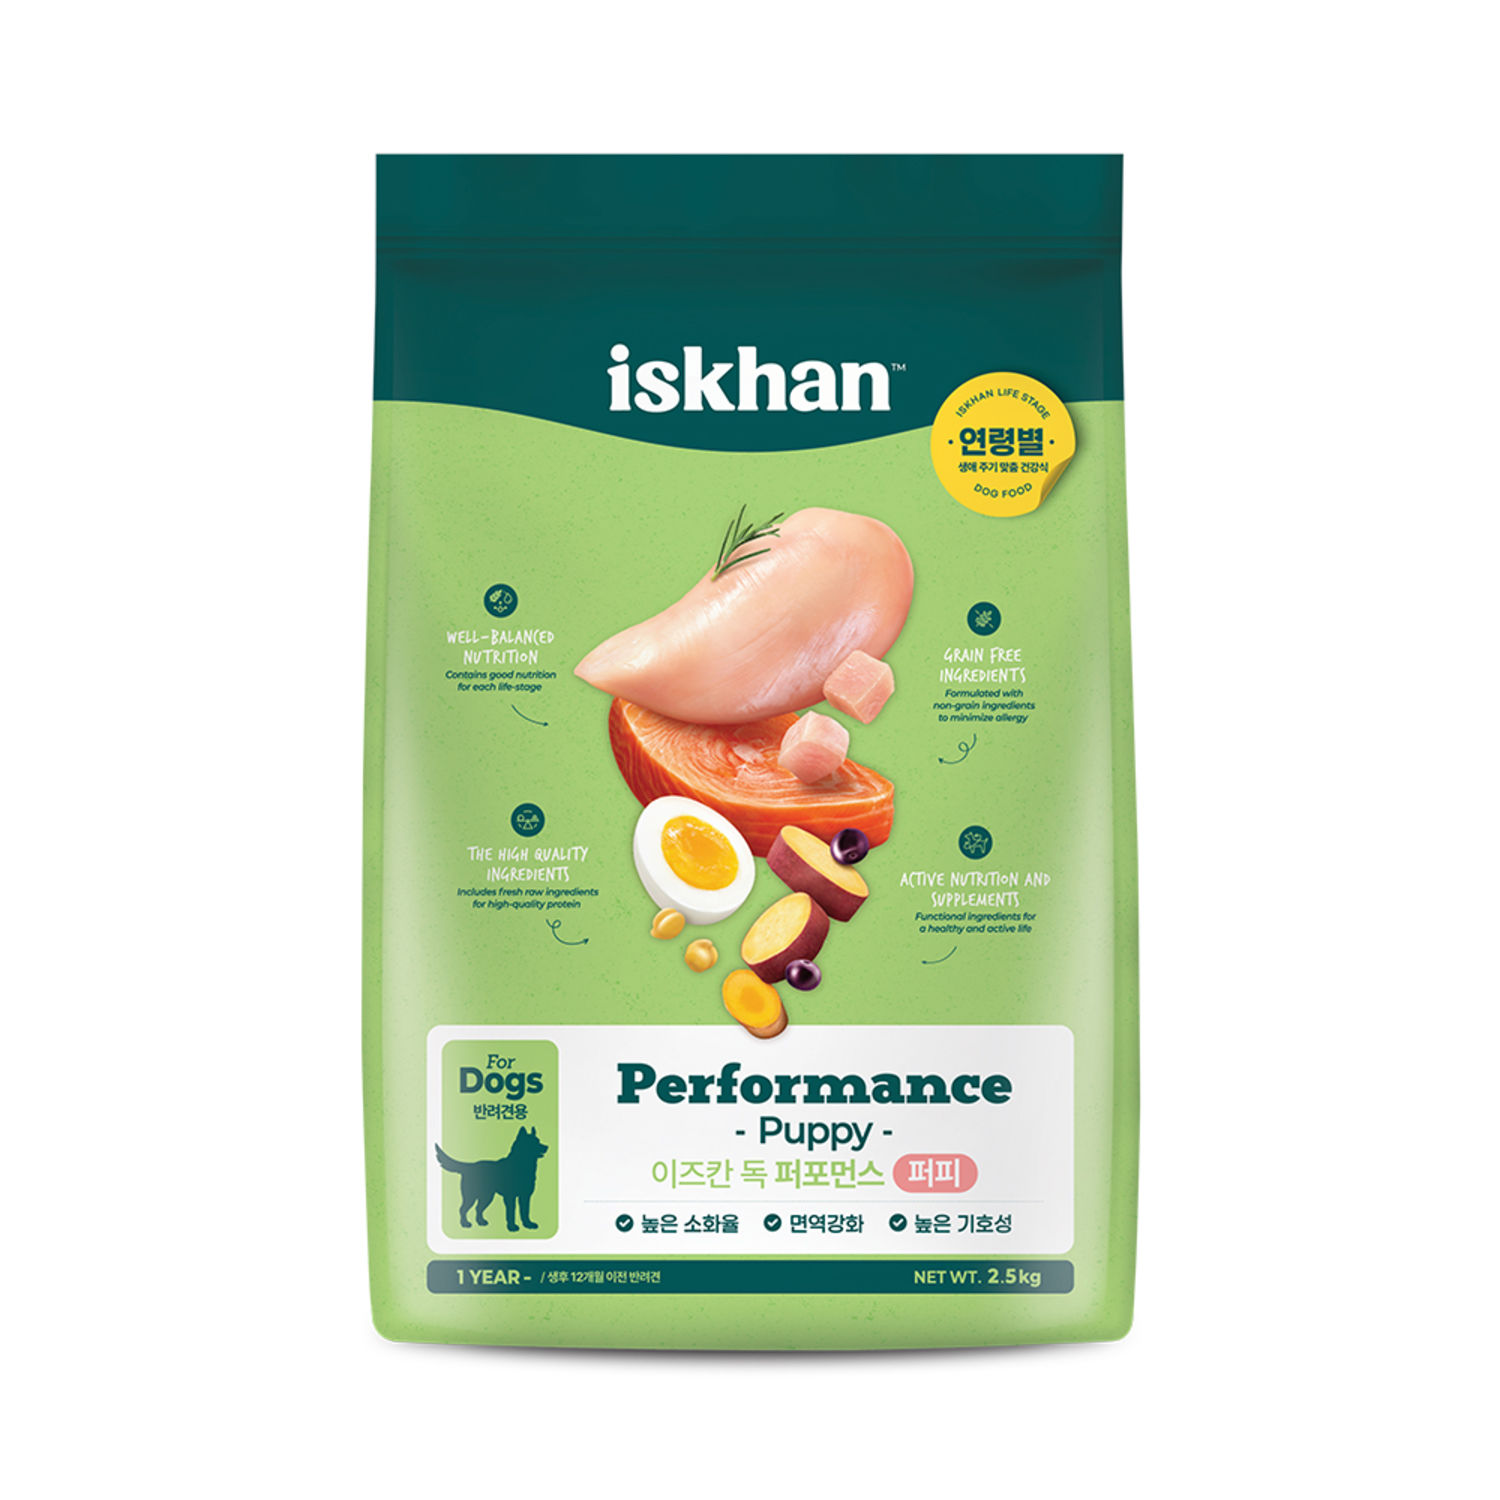 iskhan™
ISKHAN LIFE STAGE
· 연령별 ·
생애 주기 맞춤 건강식
DOG FOOD
WELL-BALANCED
NUTRITION
Contains good nutrition
for each life-stage
GRAIN FREE
INGREDIENTS
Formulated with
non-grain ingredients
to minimize allergy
THE HIGH QUALITY
INGREDIENTS
Includes fresh raw ingredients
for high-quality protein
ACTIVE NUTRITION AND
SUPPLEMENTS
Functional ingredients for
a healthy and active life
For
Dogs
반려견용
Performance
- Puppy -
이즈칸 독 퍼포먼스 퍼피
높은 소화율 면역강화 높은 기호성
1 YEAR - / 생후 12개월 이전 반려견 NET WT. 2.5kg